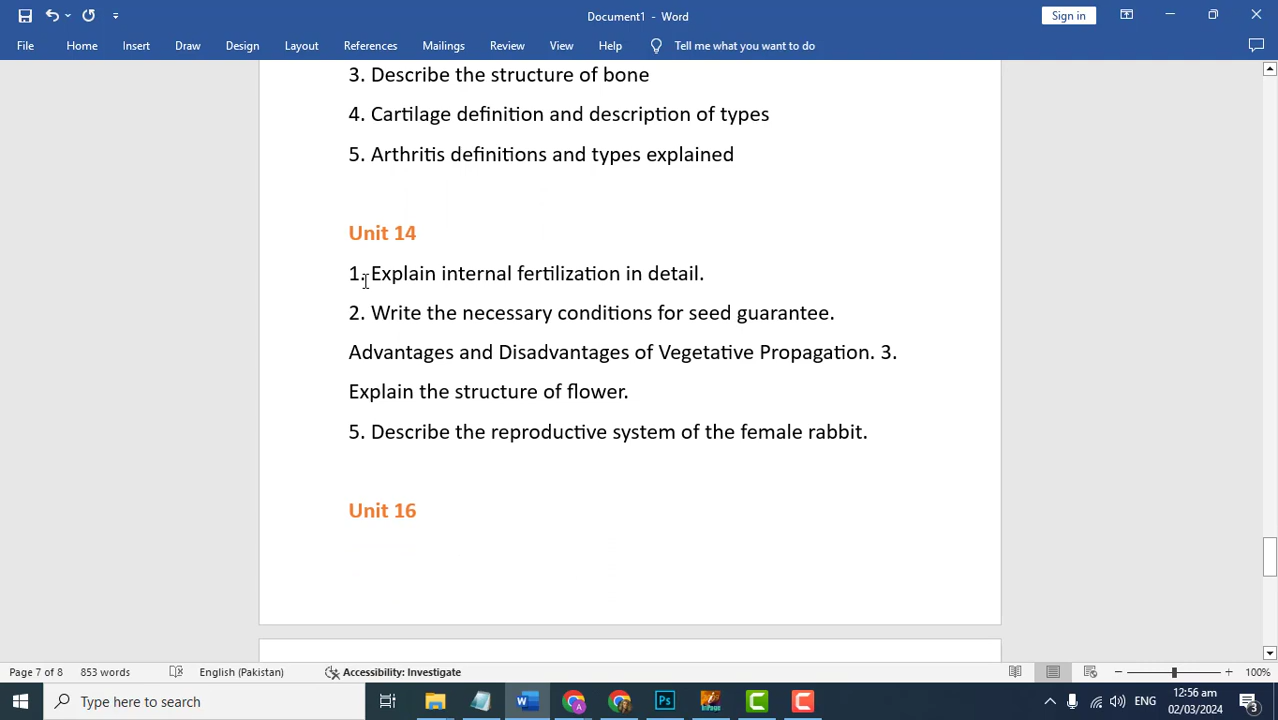 Document1 - Word
Sign in
File Home Insert Draw Design Layout References Mailings Review View Help Tell me what you want to do
3. Describe the structure of bone
4. Cartilage definition and description of types
5. Arthritis definitions and types explained
Unit 14
1. Explain internal fertilization in detail.
2. Write the necessary conditions for seed guarantee.
Advantages and Disadvantages of Vegetative Propagation. 3.
Explain the structure of flower.
5. Describe the reproductive system of the female rabbit.
Unit 16
Page 7 of 8 853 words English (Pakistan) Accessibility: Investigate 100%
Type here to search
W A Ps InPage C C
ENG
12:56 am
02/03/2024
3